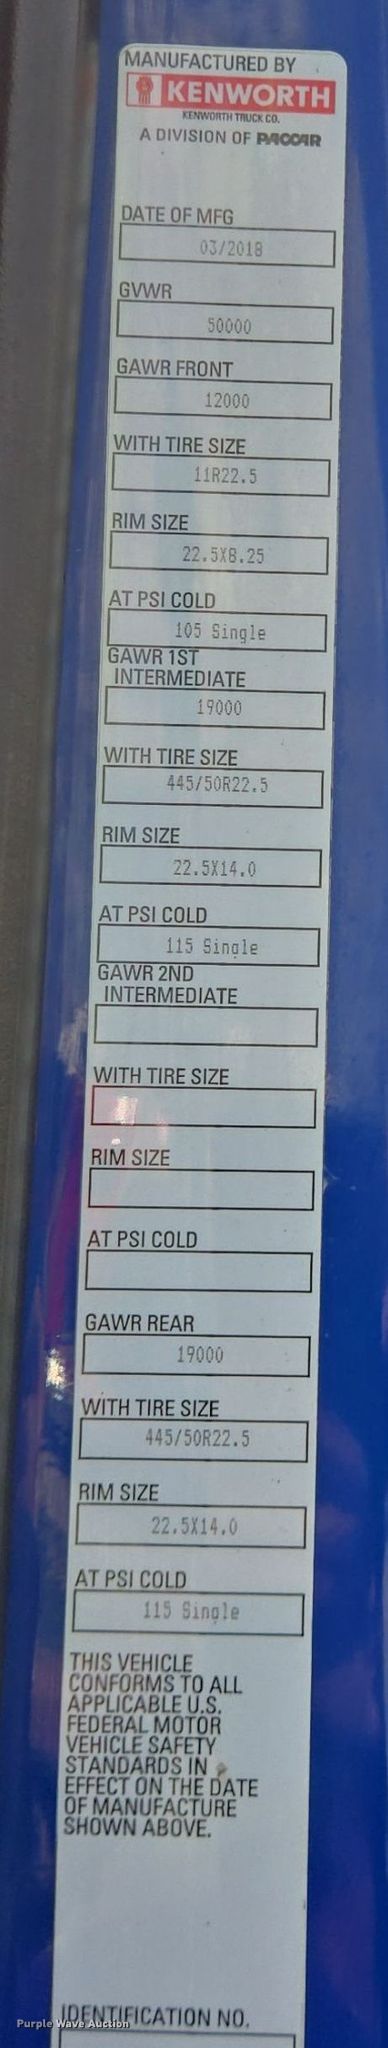 MANUFACTURED BY
KENWORTH
KENWORTH TRUCK CO.
A DIVISION OF PACCAR
DATE OF MFG
03/2018
GVWR
50000
GAWR FRONT
12000
WITH TIRE SIZE
11R22.5
RIM SIZE
22.5X8.25
AT PSI COLD
105 Single
GAWR 1ST
INTERMEDIATE
19000
WITH TIRE SIZE
445/50R22.5
RIM SIZE
22.5X14.0
AT PSI COLD
115 Single
GAWR 2ND
INTERMEDIATE
WITH TIRE SIZE
RIM SIZE
AT PSI COLD
GAWR REAR
19000
WITH TIRE SIZE
445/50R22.5
RIM SIZE
22.5X14.0
AT PSI COLD
115 Single
THIS VEHICLE
CONFORMS TO ALL
APPLICABLE U.S.
FEDERAL MOTOR
VEHICLE SAFETY
STANDARDS IN
EFFECT ON THE DATE
OF MANUFACTURE
SHOWN ABOVE.
IDENTIFICATION NO.
Purple Wave Auction